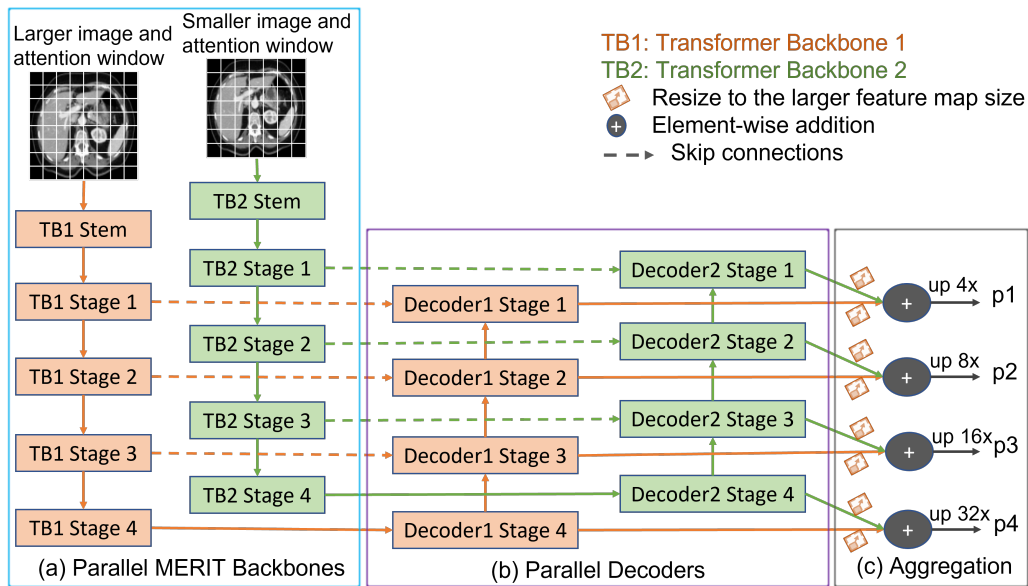 Larger image and
attention window
Smaller image and
attention window
TB1: Transformer Backbone 1
TB2: Transformer Backbone 2
Resize to the larger feature map size
+ Element-wise addition
Skip connections
TB1 Stem
TB1 Stage 1
TB1 Stage 2
TB1 Stage 3
TB1 Stage 4
TB2 Stem
TB2 Stage 1
TB2 Stage 2
TB2 Stage 3
TB2 Stage 4
(a) Parallel MERIT Backbones
Decoder1 Stage 1
Decoder1 Stage 2
Decoder1 Stage 3
Decoder1 Stage 4
Decoder2 Stage 1
Decoder2 Stage 2
Decoder2 Stage 3
Decoder2 Stage 4
(b) Parallel Decoders
+ up 4x p1
+ up 8x p2
+ up 16x p3
+ up 32x p4
(c) Aggregation